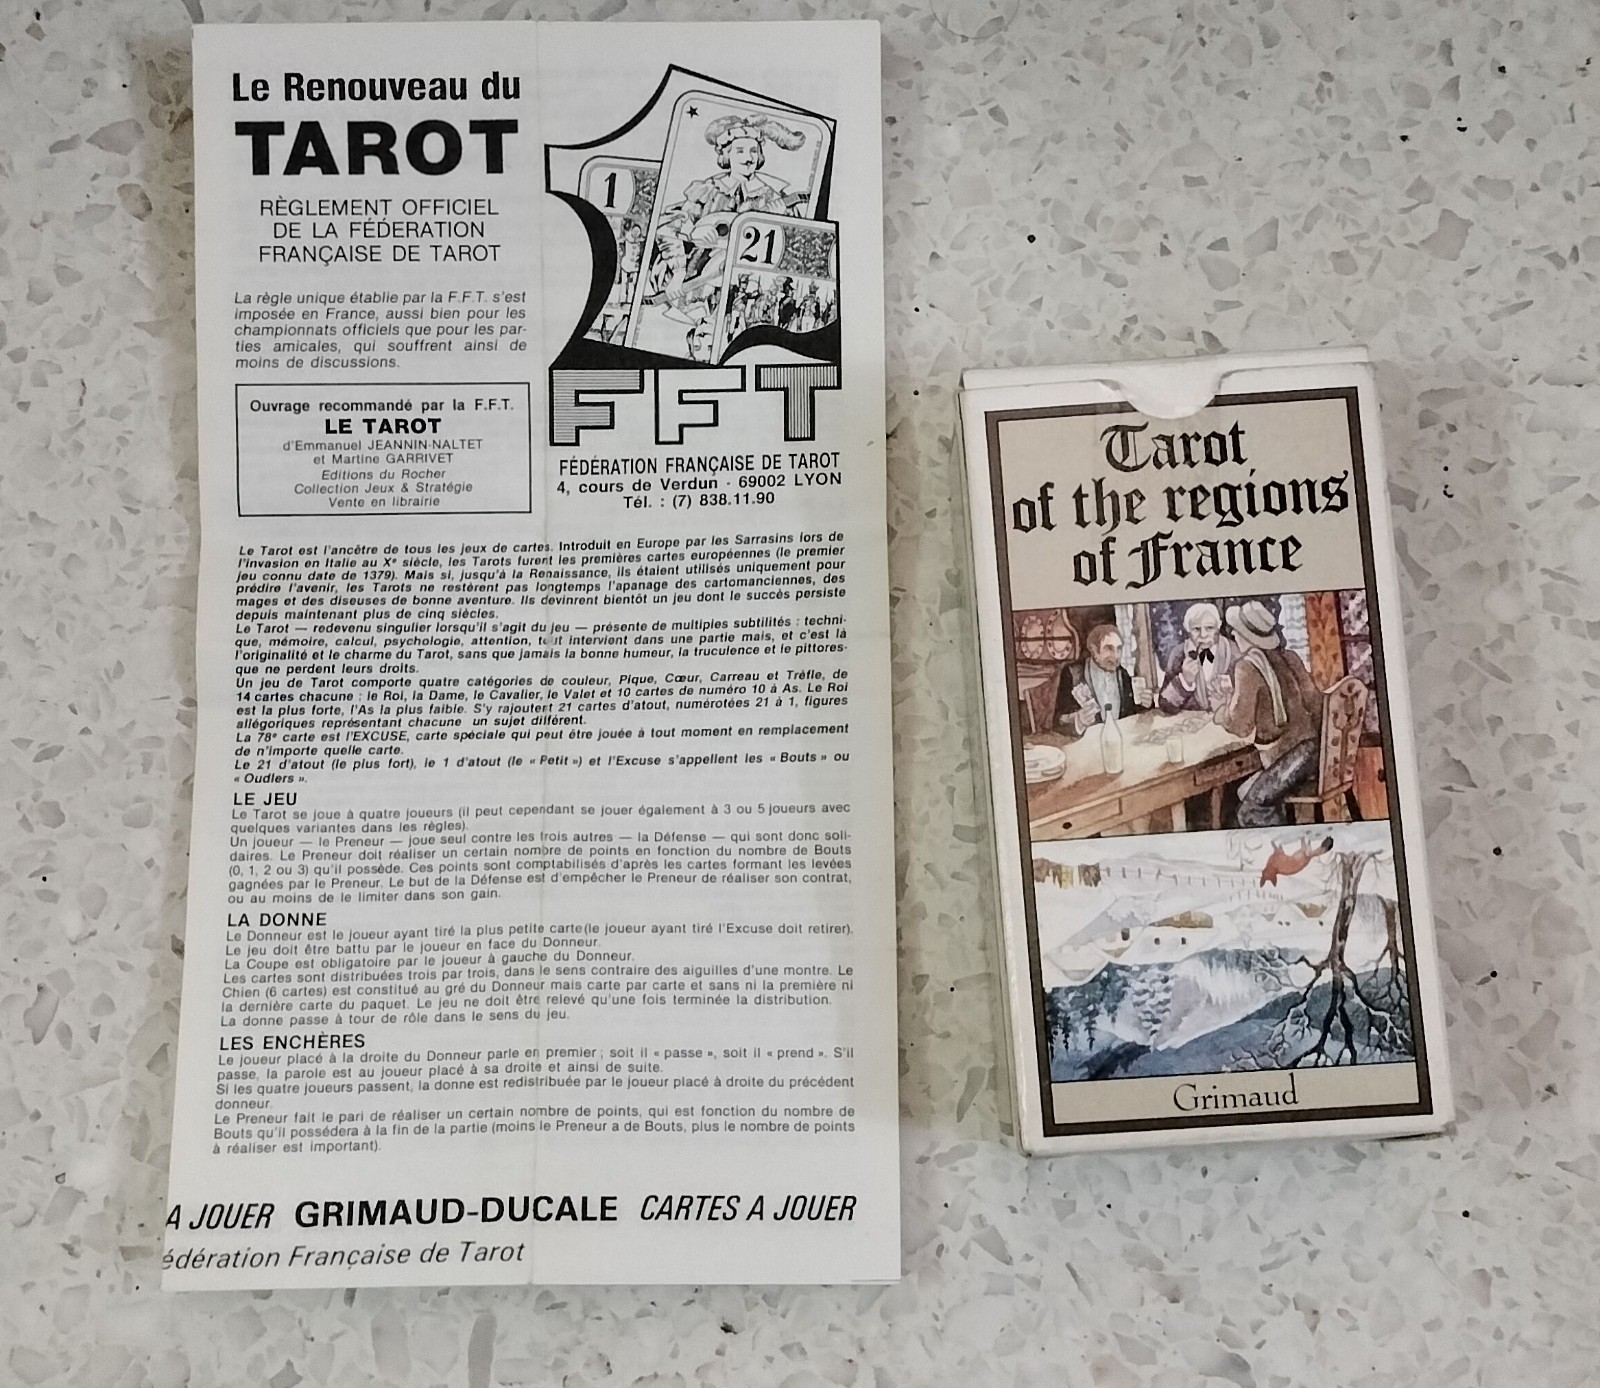 Le Renouveau du
TAROT
RÈGLEMENT OFFICIEL
DE LA FÉDÉRATION
FRANÇAISE DE TAROT
La règle unique établie par la F.F.T. s'est
imposée en France, aussi bien pour les
championnats officiels que pour les par-
ties amicales, qui souffrent ainsi de
moins de discussions.
Ouvrage recommandé par la F.F.T.
LE TAROT
d'Emmanuel JEANNIN-NALTET
et Martine GARRIVET
Editions du Rocher
Collection Jeux & Stratégie
Vente en librairie
1
21
FFT
FÉDÉRATION FRANÇAISE DE TAROT
4, cours de Verdun - 69002 LYON
Tél. : (7) 838.11.90
Le Tarot est l'ancêtre de tous les jeux de cartes. Introduit en Europe par les Sarrasins lors de
l'invasion en Italie au Xe siècle, les Tarots furent les premières cartes européennes (le premier
jeu connu date de 1379). Mais si, jusqu'à la Renaissance, ils étaient utilisés uniquement pour
prédire l'avenir, les Tarots ne restèrent pas longtemps l'apanage des cartomanciennes, des
mages et des diseuses de bonne aventure. Ils devinrent bientôt un jeu dont le succès persiste
depuis maintenant plus de cinq siècles.
Le Tarot — redevenu singulier lorsqu'il s'agit du jeu — présente de multiples subtilités : techni-
que, mémoire, calcul, psychologie, attention, tout intervient dans une partie mais, et c'est là
l'originalité et le charme du Tarot, sans que jamais la bonne humeur, la truculence et le pittores-
que ne perdent leurs droits.
Un jeu de Tarot comporte quatre catégories de couleur, Pique, Cœur, Carreau et Trèfle, de
14 cartes chacune : le Roi, la Dame, le Cavalier, le Valet et 10 cartes de numéro 10 à As. Le Roi
est la plus forte, l'As la plus faible. S'y rajoutent 21 cartes d'atout, numérotées 21 à 1, figures
allégoriques représentant chacune un sujet différent.
La 78e carte est l'EXCUSE, carte spéciale qui peut être jouée à tout moment en remplacement
de n'importe quelle carte.
Le 21 d'atout (le plus fort), le 1 d'atout (le « Petit ») et l'Excuse s'appellent les « Bouts » ou
« Oudlers ».
LE JEU
Le Tarot se joue à quatre joueurs (il peut cependant se jouer également à 3 ou 5 joueurs avec
quelques variantes dans les règles).
Un joueur — le Preneur — joue seul contre les trois autres — la Défense — qui sont donc soli-
daires. Le Preneur doit réaliser un certain nombre de points en fonction du nombre de Bouts
(0, 1, 2 ou 3) qu'il possède. Ces points sont comptabilisés d'après les cartes formant les levées
gagnées par le Preneur. Le but de la Défense est d'empêcher le Preneur de réaliser son contrat,
ou au moins de le limiter dans son gain.
LA DONNE
Le Donneur est le joueur ayant tiré la plus petite carte(le joueur ayant tiré l'Excuse doit retirer).
Le jeu doit être battu par le joueur en face du Donneur.
La Coupe est obligatoire par le joueur à gauche du Donneur.
Les cartes sont distribuées trois par trois, dans le sens contraire des aiguilles d'une montre. Le
Chien (6 cartes) est constitué au gré du Donneur mais carte par carte et sans ni la première ni
la dernière carte du paquet. Le jeu ne doit être relevé qu'une fois terminée la distribution.
La donne passe à tour de rôle dans le sens du jeu.
LES ENCHÈRES
Le joueur placé à la droite du Donneur parle en premier ; soit il « passe », soit il « prend ». S'il
passe, la parole est au joueur placé à sa droite et ainsi de suite.
Si les quatre joueurs passent, la donne est redistribuée par le joueur placé à droite du précédent
donneur.
Le Preneur fait le pari de réaliser un certain nombre de points, qui est fonction du nombre de
Bouts qu'il possédera à la fin de la partie (moins le Preneur a de Bouts, plus le nombre de points
à réaliser est important).
A JOUER GRIMAUD-DUCALE CARTES A JOUER
édération Française de Tarot
Tarot
of the regions
of France
Grimaud